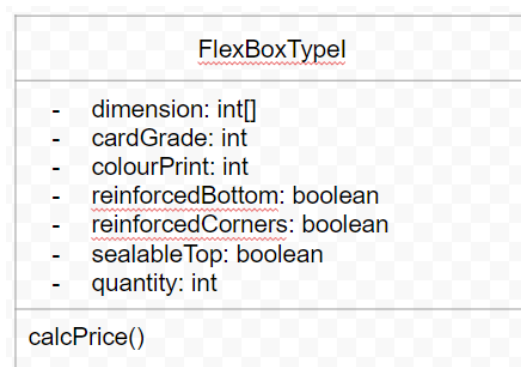 FlexBoxTypeI
- dimension: int[]
- cardGrade: int
- colourPrint: int
- reinforcedBottom: boolean
- reinforcedCorners: boolean
- sealableTop: boolean
- quantity: int
calcPrice()